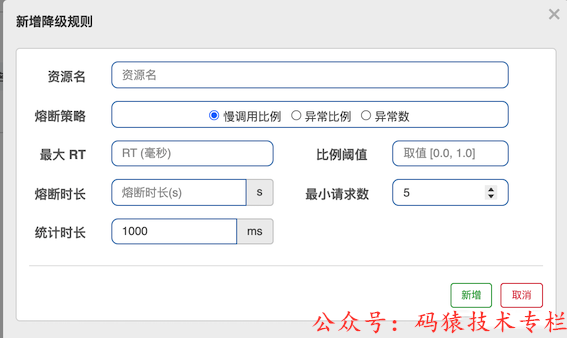 新增降级规则
×
资源名 资源名
熔断策略 慢调用比例 异常比例 异常数
最大 RT RT (毫秒) 比例阈值 取值 [0.0, 1.0]
熔断时长 熔断时长(s) s 最小请求数 5
统计时长 1000 ms
新增 取消
公众号：码猿技术专栏